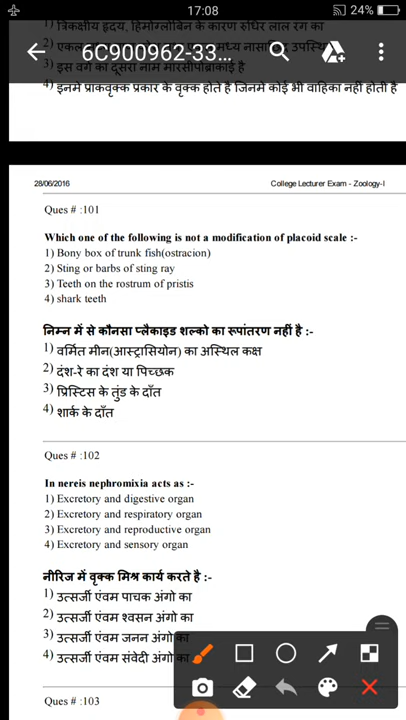 17:08
24%
1) त्रिकक्षीय हृदय, हिमोग्लोबिन के कारण रुधिर लाल रंग का
6C900962-33...
2) एकल मध्य नासाछिद्र
3) इस वर्ग का दूसरा नाम मारसीपोब्राकाई है
4) इनमे प्राकवृक्क प्रकार के वृक्क होते है जिनमे कोई भी वाहिका नहीं होती है
28/06/2016 College Lecturer Exam - Zoology-I
Ques # :101
Which one of the following is not a modification of placoid scale :-
1) Bony box of trunk fish(ostracion)
2) Sting or barbs of sting ray
3) Teeth on the rostrum of pristis
4) shark teeth
निम्न में से कौनसा प्लैकाइड शल्को का रूपांतरण नहीं है :-
1) वर्मित मीन(आस्ट्रासियोन) का अस्थिल कक्ष
2) दंश-रे का दंश या पिच्छक
3) प्रिस्टिस के तुंड के दाँत
4) शार्क के दाँत
Ques # :102
In nereis nephromixia acts as :-
1) Excretory and digestive organ
2) Excretory and respiratory organ
3) Excretory and reproductive organ
4) Excretory and sensory organ
नीरिज में वृक्क मिश्र कार्य करते है :-
1) उत्सर्जी एंवम पाचक अंगो का
2) उत्सर्जी एंवम श्वसन अंगो का
3) उत्सर्जी एंवम जनन अंगो का
4) उत्सर्जी एंवम संवेदी अंगो का
Ques # :103